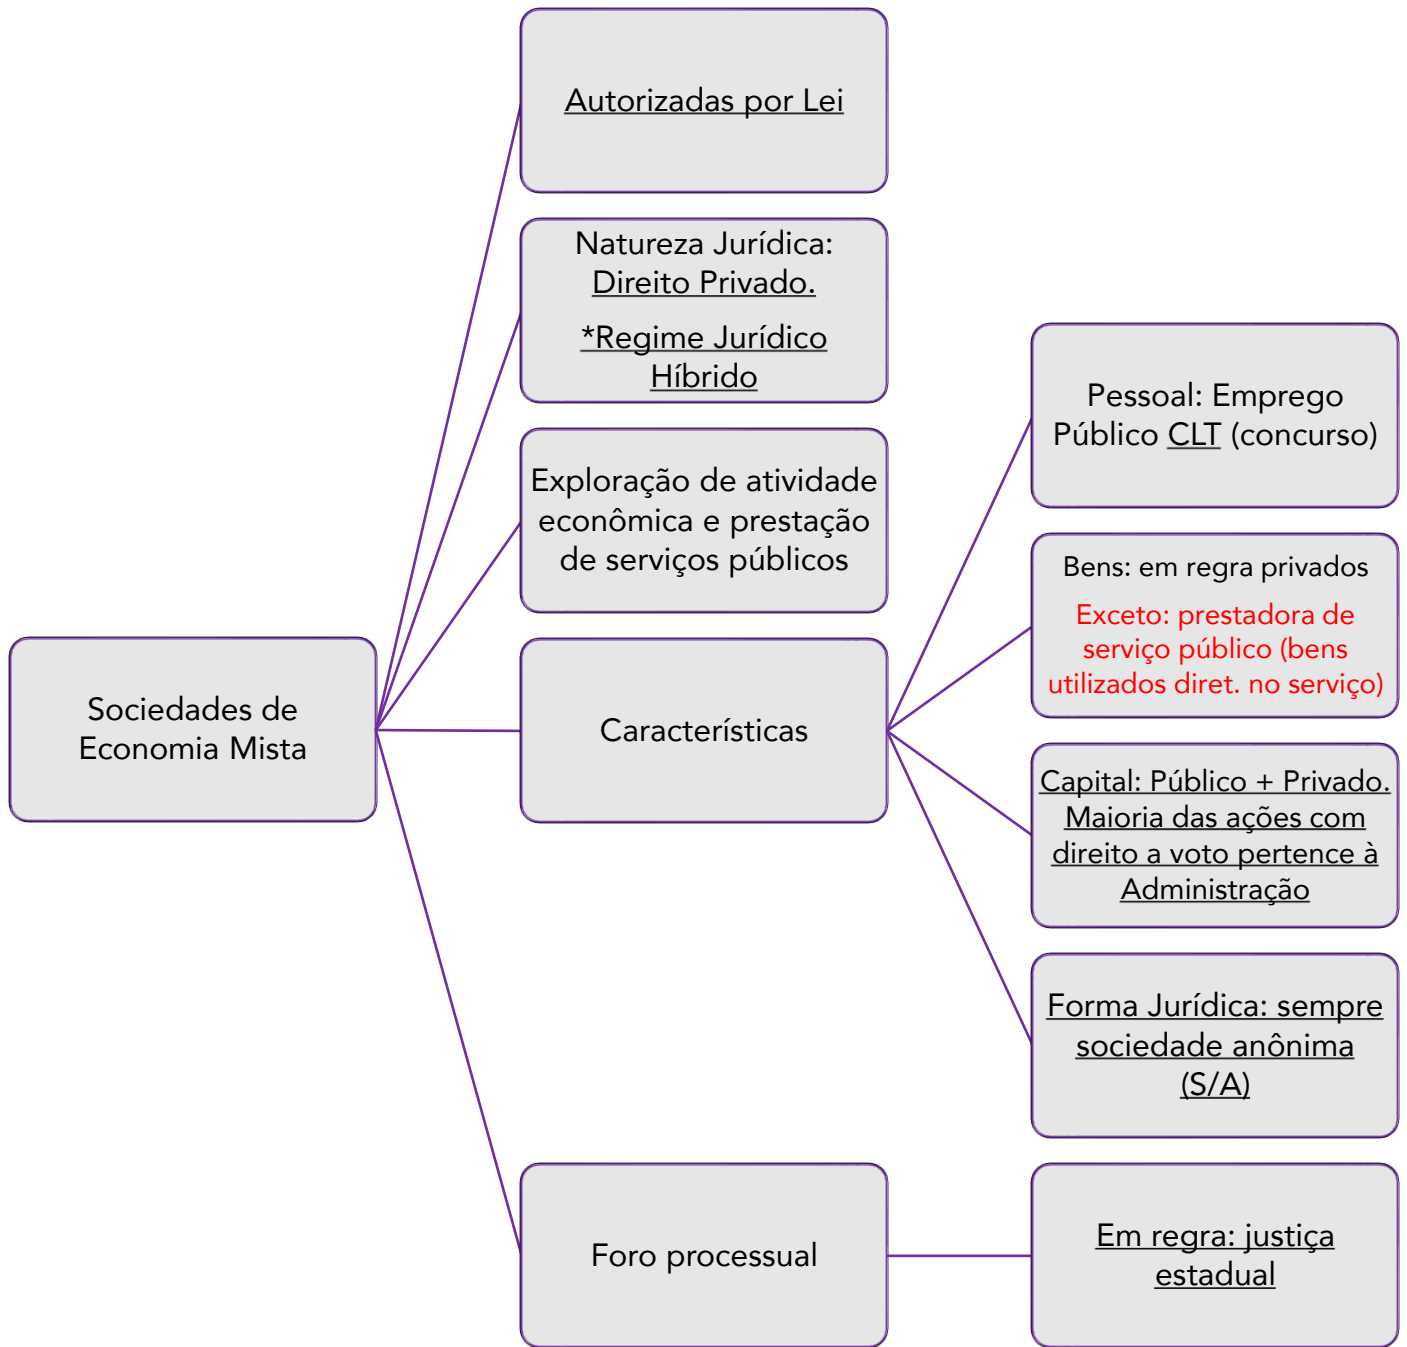 Autorizadas por Lei
Natureza Jurídica:
Direito Privado.
*Regime Jurídico
Híbrido
Exploração de atividade
econômica e prestação
de serviços públicos
Sociedades de
Economia Mista
Características
Pessoal: Emprego
Público CLT (concurso)
Bens: em regra privados
Exceto: prestadora de
serviço público (bens
utilizados diret. no serviço)
Capital: Público + Privado.
Maioria das ações com
direito a voto pertence à
Administração
Forma Jurídica: sempre
sociedade anônima
(S/A)
Foro processual
Em regra: justiça
estadual